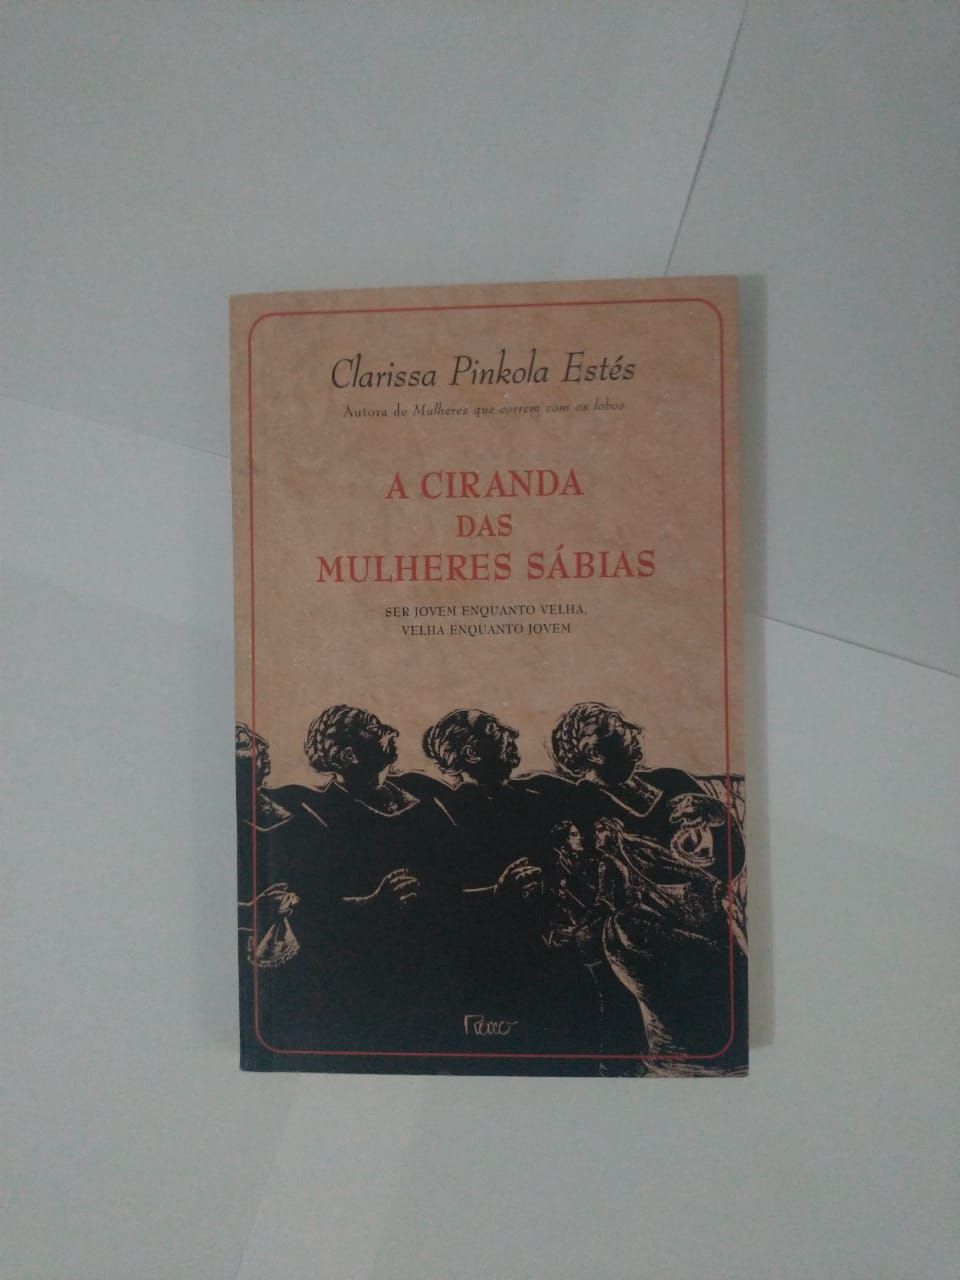 Clarissa Pinkola Estés
Autora de Mulheres que correm com os lobos
A CIRANDA
DAS
MULHERES SÁBIAS
SER JOVEM ENQUANTO VELHA,
VELHA ENQUANTO JOVEM
Rocco